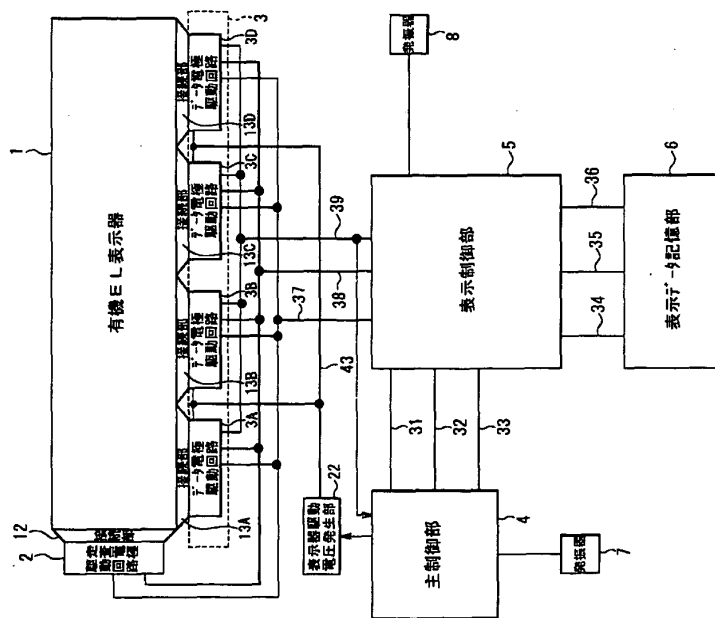 1
有機EL表示器
12
接続部
2
走査電極
駆動回路
3
接続部
13A
データ電極
駆動回路
3A
接続部
13B
データ電極
駆動回路
3B
接続部
13C
データ電極
駆動回路
3C
接続部
13D
データ電極
駆動回路
3D
43
37
38
39
22
表示器駆動
電圧発生部
発振器
8
表示制御部
5
31
32
33
主制御部
4
発振器
7
34
35
36
表示データ記憶部
6